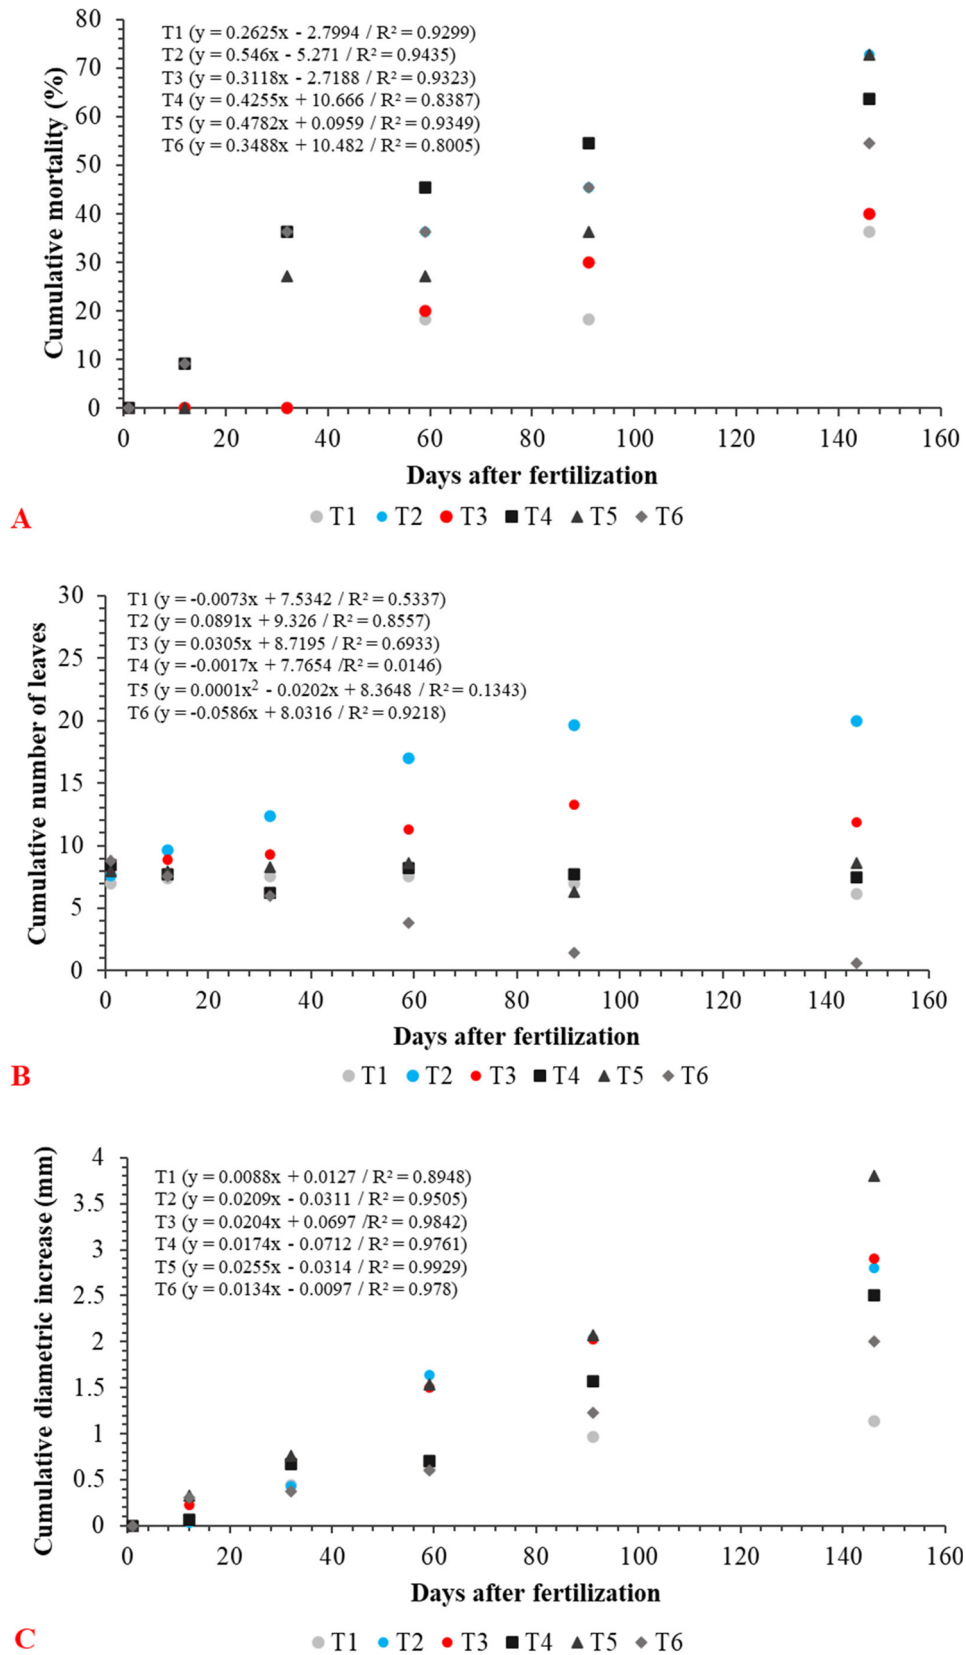 T1 (y = 0.2625x - 2.7994 / R² = 0.9299)
T2 (y = 0.546x - 5.271 / R² = 0.9435)
T3 (y = 0.3118x - 2.7188 / R² = 0.9323)
T4 (y = 0.4255x + 10.666 / R² = 0.8387)
T5 (y = 0.4782x + 0.0959 / R² = 0.9349)
T6 (y = 0.3488x + 10.482 / R² = 0.8005)
Cumulative mortality (%)
80
70
60
50
40
30
20
10
0
0 20 40 60 80 100 120 140 160
Days after fertilization
T1 T2 T3 T4 T5 T6
A
T1 (y = -0.0073x + 7.5342 / R² = 0.5337)
T2 (y = 0.0891x + 9.326 / R² = 0.8557)
T3 (y = 0.0305x + 8.7195 / R² = 0.6933)
T4 (y = -0.0017x + 7.7654 /R² = 0.0146)
T5 (y = 0.0001x² - 0.0202x + 8.3648 / R² = 0.1343)
T6 (y = -0.0586x + 8.0316 / R² = 0.9218)
Cumulative number of leaves
30
25
20
15
10
5
0
0 20 40 60 80 100 120 140 160
Days after fertilization
T1 T2 T3 T4 T5 T6
B
T1 (y = 0.0088x + 0.0127 / R² = 0.8948)
T2 (y = 0.0209x - 0.0311 / R² = 0.9505)
T3 (y = 0.0204x + 0.0697 /R² = 0.9842)
T4 (y = 0.0174x - 0.0712 / R² = 0.9761)
T5 (y = 0.0255x - 0.0314 / R² = 0.9929)
T6 (y = 0.0134x - 0.0097 / R² = 0.978)
Cumulative diametric increase (mm)
4
3.5
3
2.5
2
1.5
1
0.5
0
0 20 40 60 80 100 120 140 160
Days after fertilization
T1 T2 T3 T4 T5 T6
C